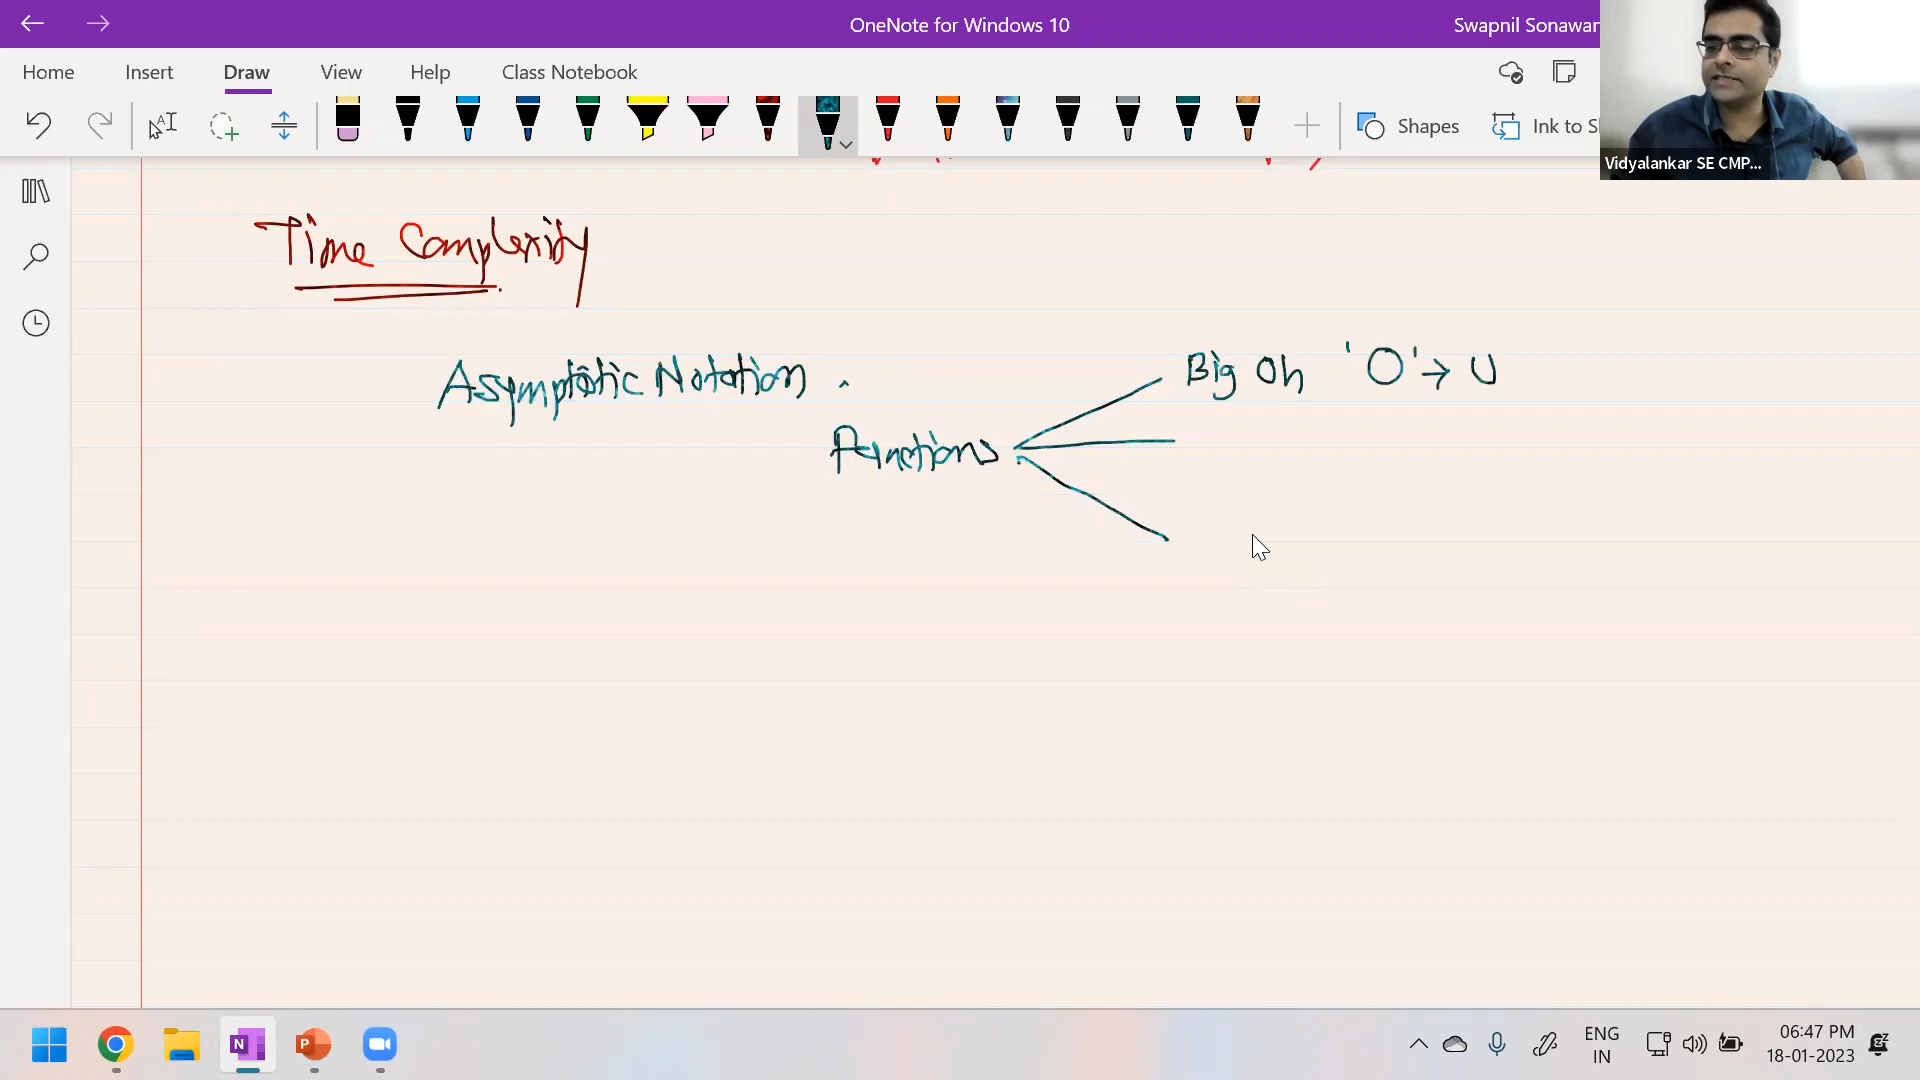 OneNote for Windows 10
Swapnil Sonawan
Home Insert Draw View Help Class Notebook
Shapes
Ink to S
Vidyalankar SE CMP...
Time Complexity
Asymptotic Notation
Big Oh 'O' → U
Functions
ENG
IN
06:47 PM
18-01-2023